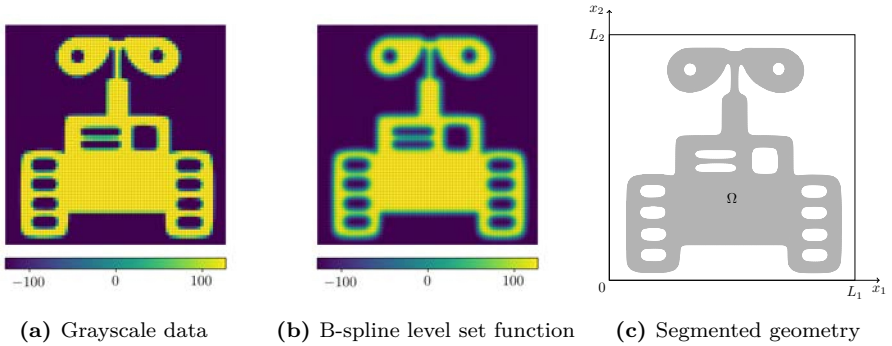 x₂
L₂
Ω
0
L₁ x₁
−100 0 100
−100 0 100
(a) Grayscale data
(b) B-spline level set function
(c) Segmented geometry